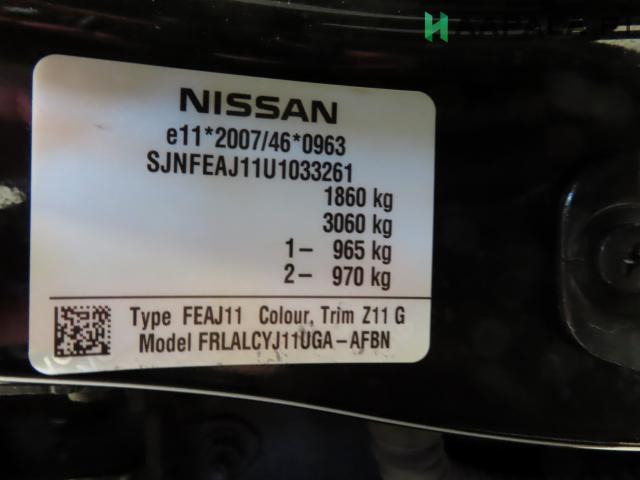 HAAPALA
NISSAN
e11*2007/46*0963
SJNFEAJ11U1033261
1860 kg
3060 kg
1– 965 kg
2– 970 kg
Type FEAJ11 Colour, Trim Z11 G
Model FRLALCYJ11UGA–AFBN